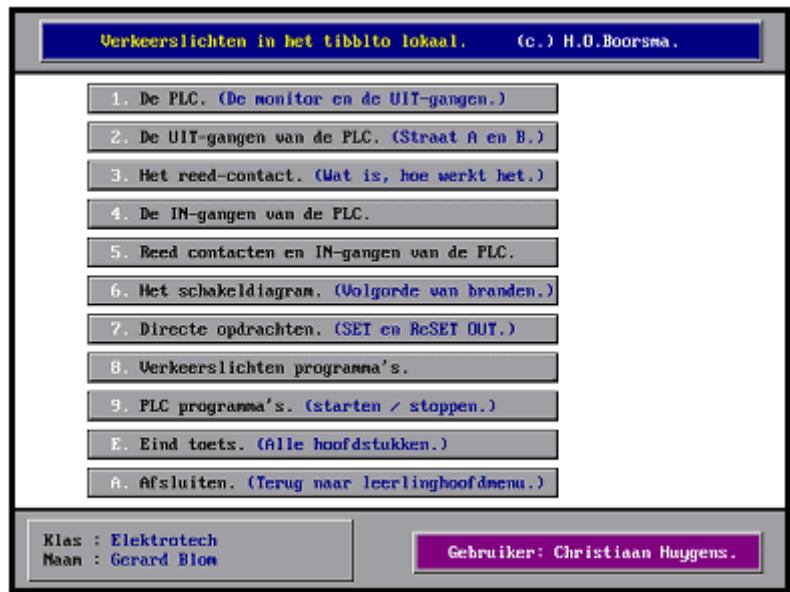 Verkeerslichten in het tibblto lokaal. (c.) H.O.Boorsma.
1. De PLC. (De monitor en de UIT-gangen.)
2. De UIT-gangen van de PLC. (Straat A en B.)
3. Het reed-contact. (Wat is, hoe werkt het.)
4. De IN-gangen van de PLC.
5. Reed contacten en IN-gangen van de PLC.
6. Het schakeldiagram. (Volgorde van branden.)
7. Directe opdrachten. (SET en ReSET OUT.)
8. Verkeerslichten programma's.
9. PLC programma's. (starten / stoppen.)
E. Eind toets. (Alle hoofdstukken.)
A. Afsluiten. (Terug naar leerlinghoofdmenu.)
Klas : Elektrotech
Naam : Gerard Blom
Gebruiker: Christiaan Huygens.